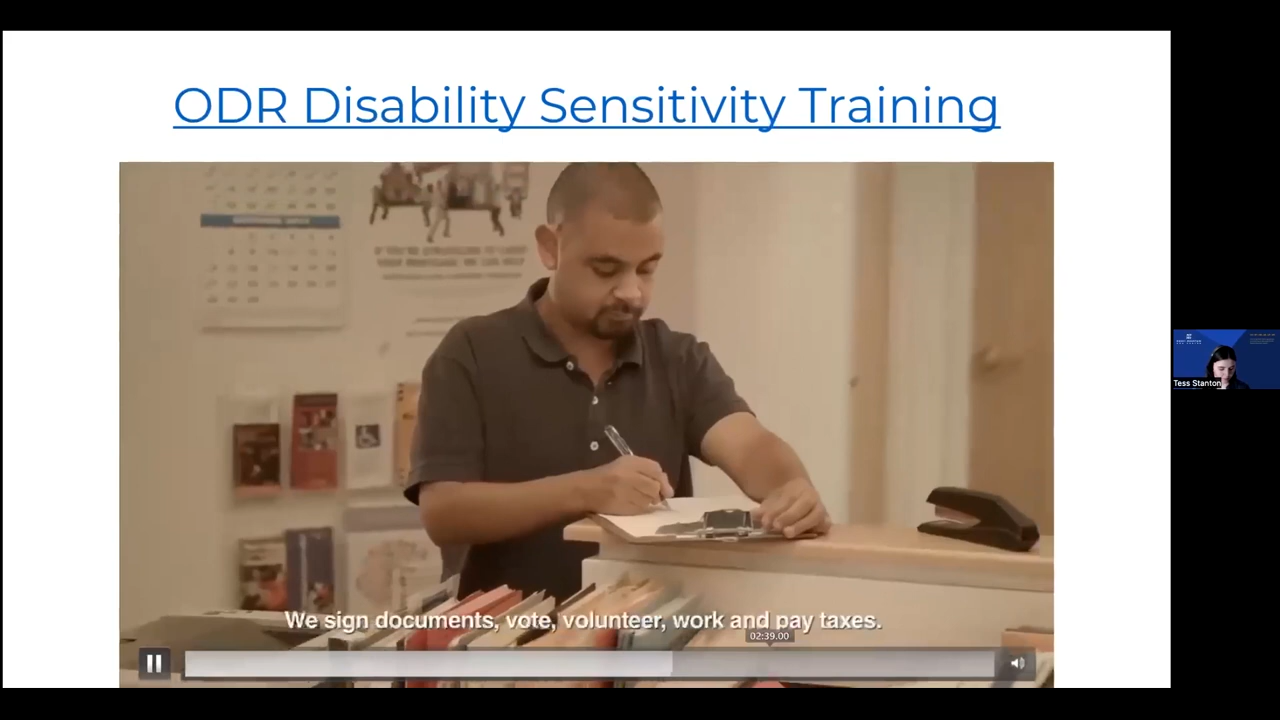 ODR Disability Sensitivity Training
We sign documents, vote, volunteer, work and pay taxes.
02:39.00
Tess Stanton